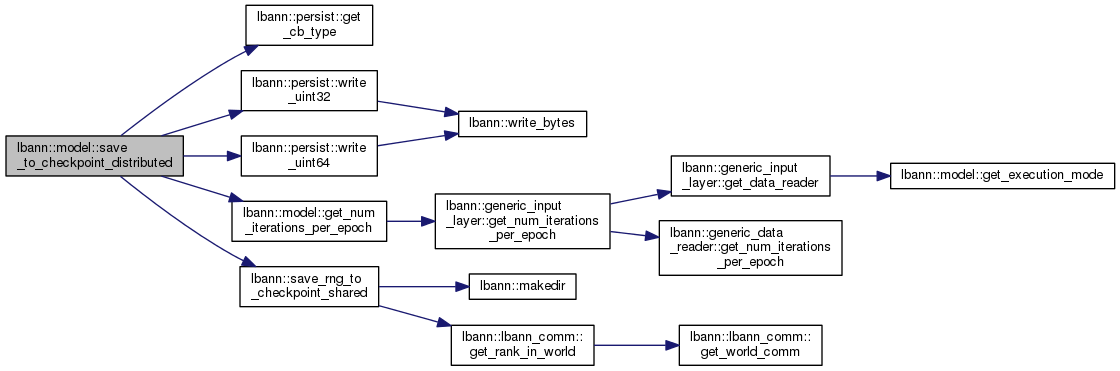 lbann::model::save
_to_checkpoint_distributed
lbann::persist::get
_cb_type
lbann::persist::write
_uint32
lbann::persist::write
_uint64
lbann::write_bytes
lbann::model::get_num
_iterations_per_epoch
lbann::generic_input
_layer::get_num_iterations
_per_epoch
lbann::generic_input
_layer::get_data_reader
lbann::model::get_execution_mode
lbann::generic_data
_reader::get_num_iterations
_per_epoch
lbann::save_rng_to
_checkpoint_shared
lbann::makedir
lbann::lbann_comm::
get_rank_in_world
lbann::lbann_comm::
get_world_comm